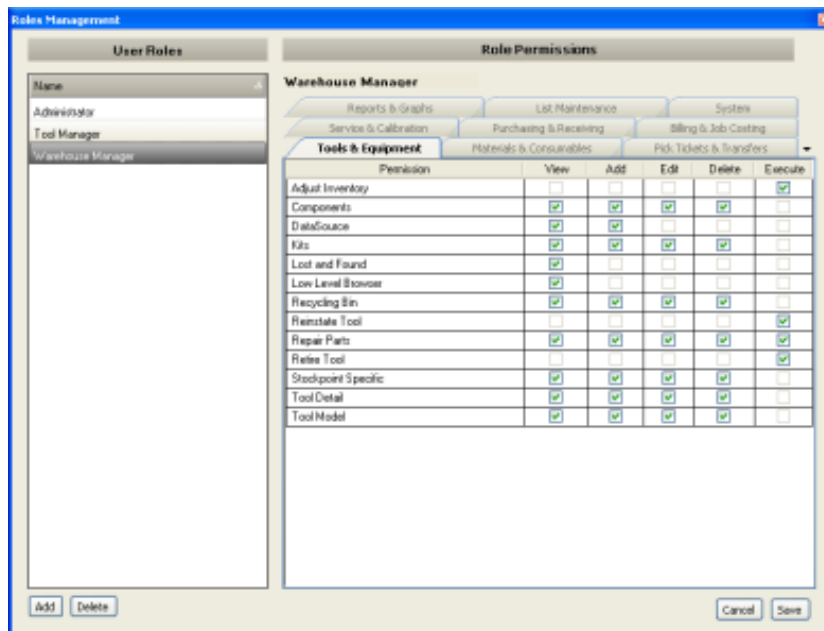 Roles Management
User Roles
Role Permissions
Name
Administrator
Tool Manager
Warehouse Manager
Warehouse Manager
Reports & Graphs List Maintenance System
Service & Calibration Purchasing & Receiving Billing & Job Costing
Tools & Equipment Materials & Consumables Pick Tickets & Transfers
Permission View Add Edit Delete Execute
Adjust Inventory
Components
DataSource
Kits
Lost and Found
Low Level Browser
Recycling Bin
Reinstate Tool
Repair Parts
Retire Tool
Stockpoint Specific
Tool Detail
Tool Model
Add Delete
Cancel Save